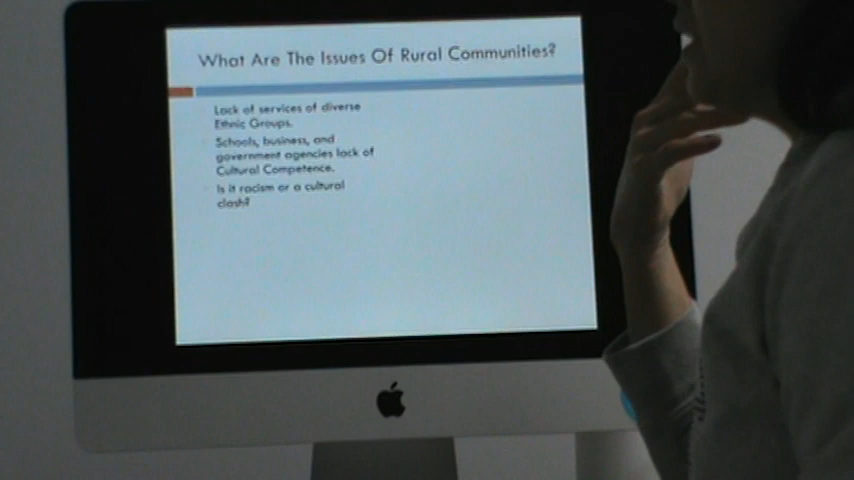 What Are The Issues Of Rural Communities?
Lack of services of diverse
Ethnic Groups.
Schools, business, and
government agencies lack of
Cultural Competence.
Is it racism or a cultural
clash?